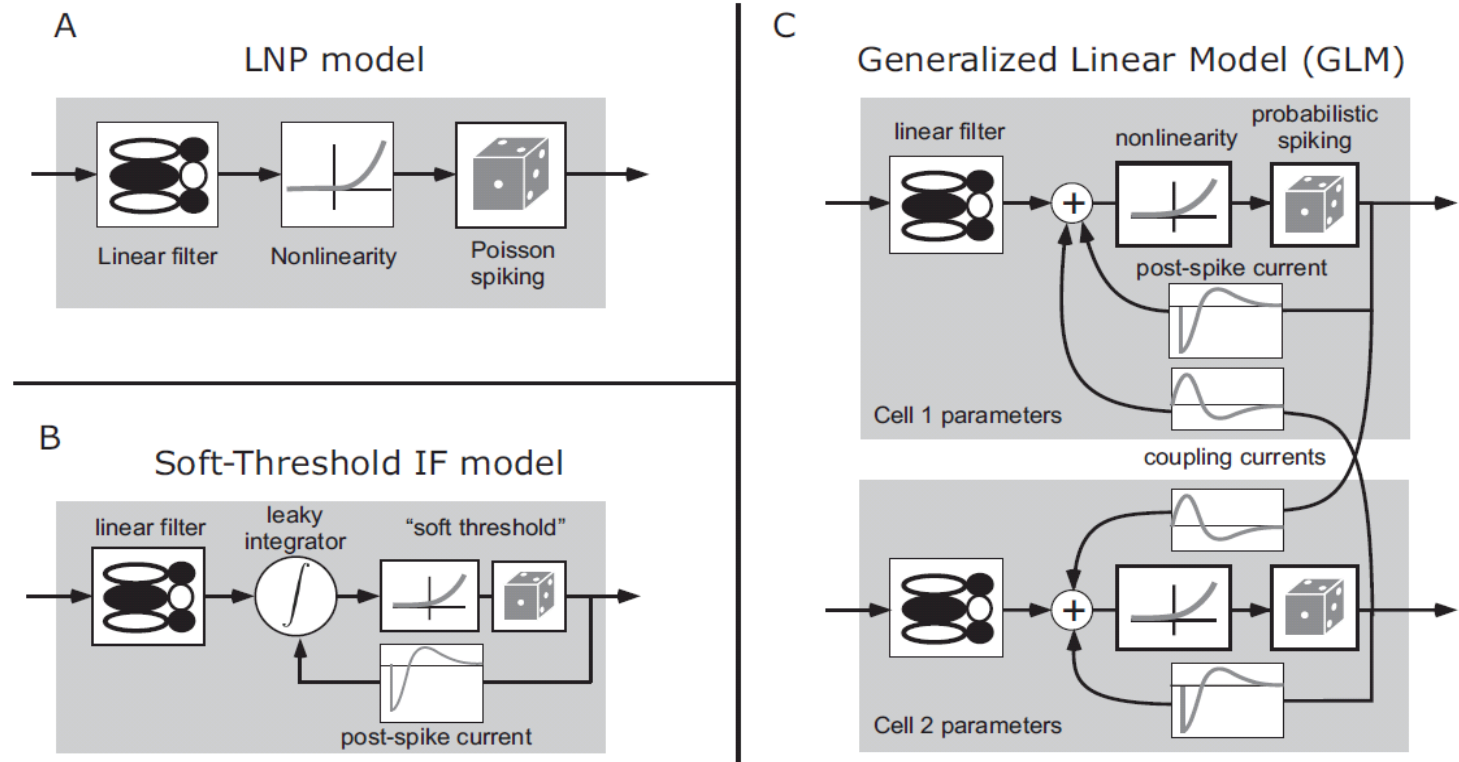 A
LNP model
Linear filter
Nonlinearity
Poisson
spiking
B
Soft-Threshold IF model
linear filter
leaky
integrator
“soft threshold”
∫
post-spike current
C
Generalized Linear Model (GLM)
linear filter
nonlinearity
probabilistic
spiking
+
post-spike current
Cell 1 parameters
coupling currents
+
Cell 2 parameters